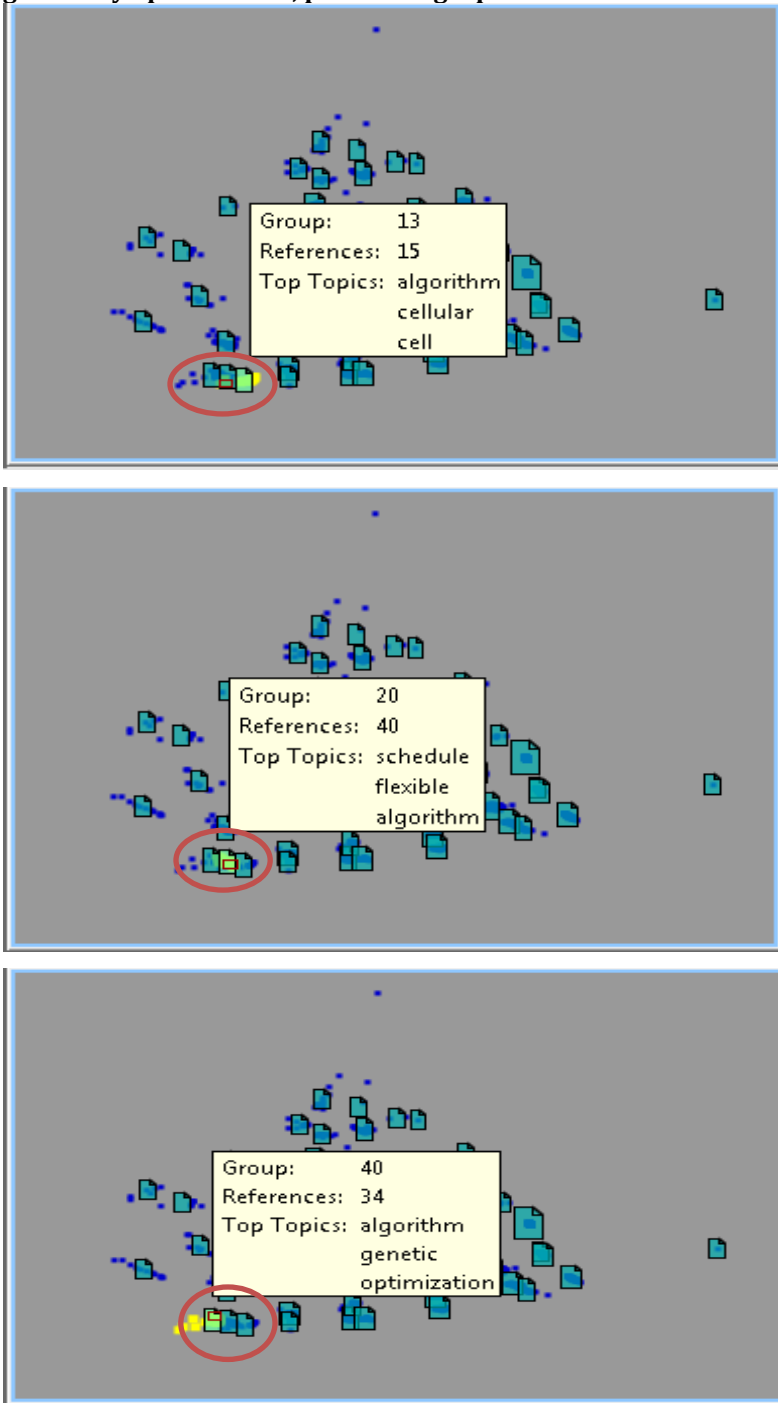 Group: 13
References: 15
Top Topics: algorithm
cellular
cell
Group: 20
References: 40
Top Topics: schedule
flexible
algorithm
Group: 40
References: 34
Top Topics: algorithm
genetic
optimization